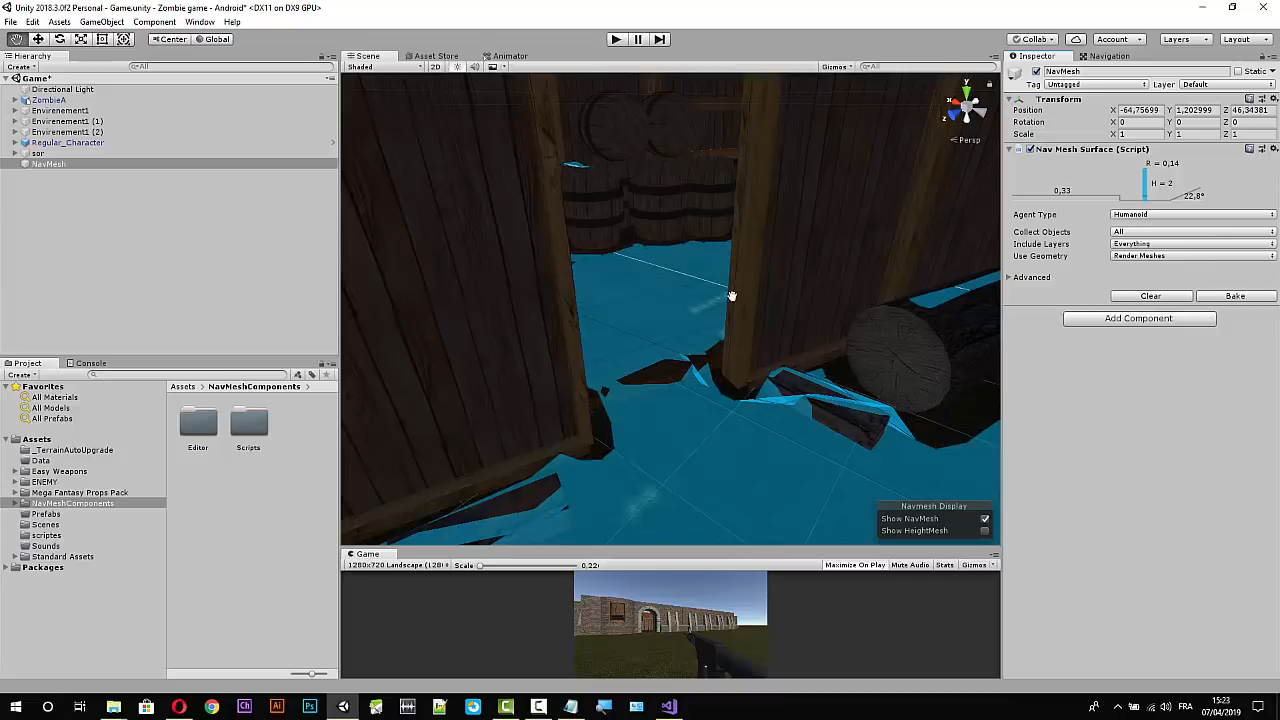 Unity 2018.3.0f2 Personal - Game.unity - Zombie game - Android* <DX11 on DX9 GPU>
File Edit Assets GameObject Component Window Help
Center Global
Collab Account Layers Layout
Hierarchy
Create All
Game*
Directional Light
ZombieA
Envirenement1
Envirenement1 (1)
Envirenement1 (2)
Regular_Character
sor
NavMesh
Scene Asset Store Animator
Shaded 2D Gizmos All
y
x
z
Persp
Navmesh Display
Show NavMesh
Show HeightMesh
Game
1280x720 Landscape (128 Scale 0,22 Maximize On Play Mute Audio Stats Gizmos
Inspector Navigation
NavMesh Static
Tag Untagged Layer Default
Transform
Position X -64,75699 Y 1,202999 Z 46,34381
Rotation X 0 Y 0 Z 0
Scale X 1 Y 1 Z 1
Nav Mesh Surface (Script)
R = 0,14
0,33
H = 2
22,8°
Agent Type Humanoid
Collect Objects All
Include Layers Everything
Use Geometry Render Meshes
Advanced
Clear Bake
Add Component
Project Console
Create
Favorites
All Materials
All Models
All Prefabs
Assets
_TerrainAutoUpgrade
Data
Easy Weapons
ENEMY
Mega Fantasy Props Pack
NavMeshComponents
Prefabs
Scenes
scriptes
Sounds
Standard Assets
Packages
Assets NavMeshComponents
Editor Scripts
Ch Ai Ps
FRA
15:23
07/04/2019